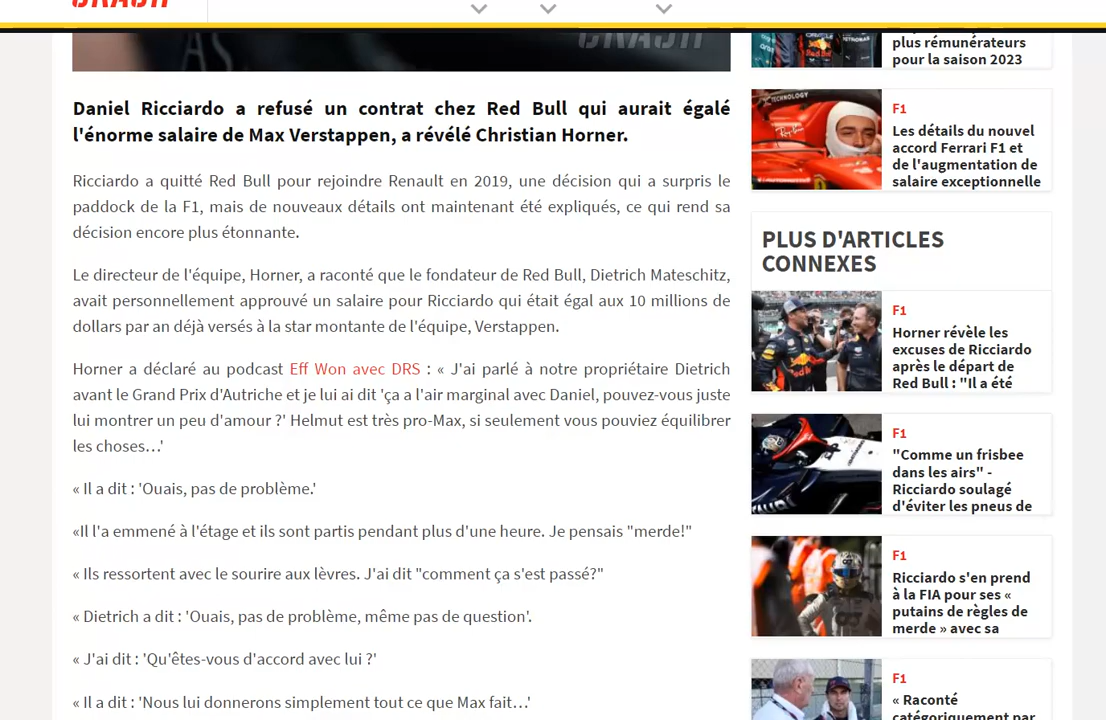 CRASH
CRASH
Daniel Ricciardo a refusé un contrat chez Red Bull qui aurait égalé
l'énorme salaire de Max Verstappen, a révélé Christian Horner.
Ricciardo a quitté Red Bull pour rejoindre Renault en 2019, une décision qui a surpris le
paddock de la F1, mais de nouveaux détails ont maintenant été expliqués, ce qui rend sa
décision encore plus étonnante.
Le directeur de l'équipe, Horner, a raconté que le fondateur de Red Bull, Dietrich Mateschitz,
avait personnellement approuvé un salaire pour Ricciardo qui était égal aux 10 millions de
dollars par an déjà versés à la star montante de l'équipe, Verstappen.
Horner a déclaré au podcast Eff Won avec DRS : « J'ai parlé à notre propriétaire Dietrich
avant le Grand Prix d'Autriche et je lui ai dit 'ça a l'air marginal avec Daniel, pouvez-vous juste
lui montrer un peu d'amour ?' Helmut est très pro-Max, si seulement vous pouviez équilibrer
les choses…'
« Il a dit : 'Ouais, pas de problème.'
«Il l'a emmené à l'étage et ils sont partis pendant plus d'une heure. Je pensais "merde!"
« Ils ressortent avec le sourire aux lèvres. J'ai dit "comment ça s'est passé?"
« Dietrich a dit : 'Ouais, pas de problème, même pas de question'.
« J'ai dit : 'Qu'êtes-vous d'accord avec lui ?'
« Il a dit : 'Nous lui donnerons simplement tout ce que Max fait…'
plus rémunérateurs
pour la saison 2023
F1
Les détails du nouvel
accord Ferrari F1 et
de l'augmentation de
salaire exceptionnelle
PLUS D'ARTICLES
CONNEXES
F1
Horner révèle les
excuses de Ricciardo
après le départ de
Red Bull : "Il a été
F1
"Comme un frisbee
dans les airs" -
Ricciardo soulagé
d'éviter les pneus de
F1
Ricciardo s'en prend
à la FIA pour ses «
putains de règles de
merde » avec sa
F1
« Raconté
catégoriquement par